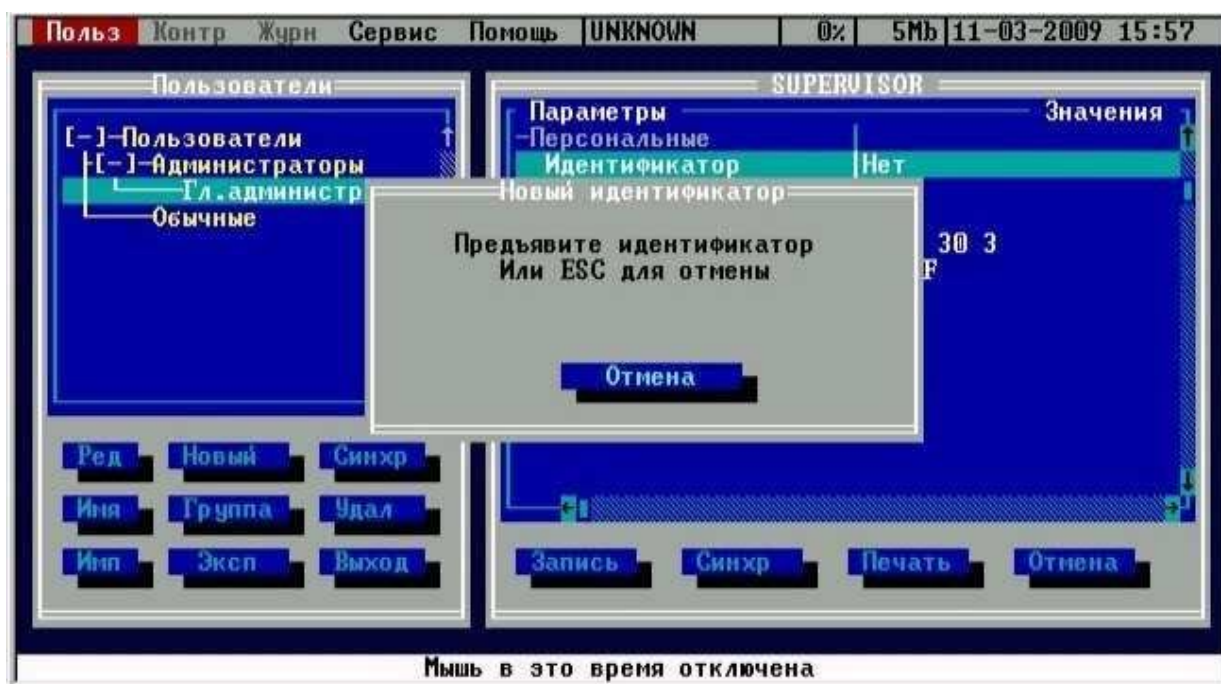 Польз Контр Журн Сервис Помощь UNKNOWN 0% 5Mb 11-03-2009 15:57
Пользователи
[-]Пользователи
[-]Администраторы
Гл.админист
Обычные
Ред Новый Синхр
Имя Группа Удал
Имп Эксп Выход
SUPERVISOR
Параметры Значения
Персональные
Идентификатор Нет
30 3
F
Новый идентификатор
Предъявите идентификатор
Или ESC для отмены
Отмена
Запись Синхр Печать Отмена
Мышь в это время отключена